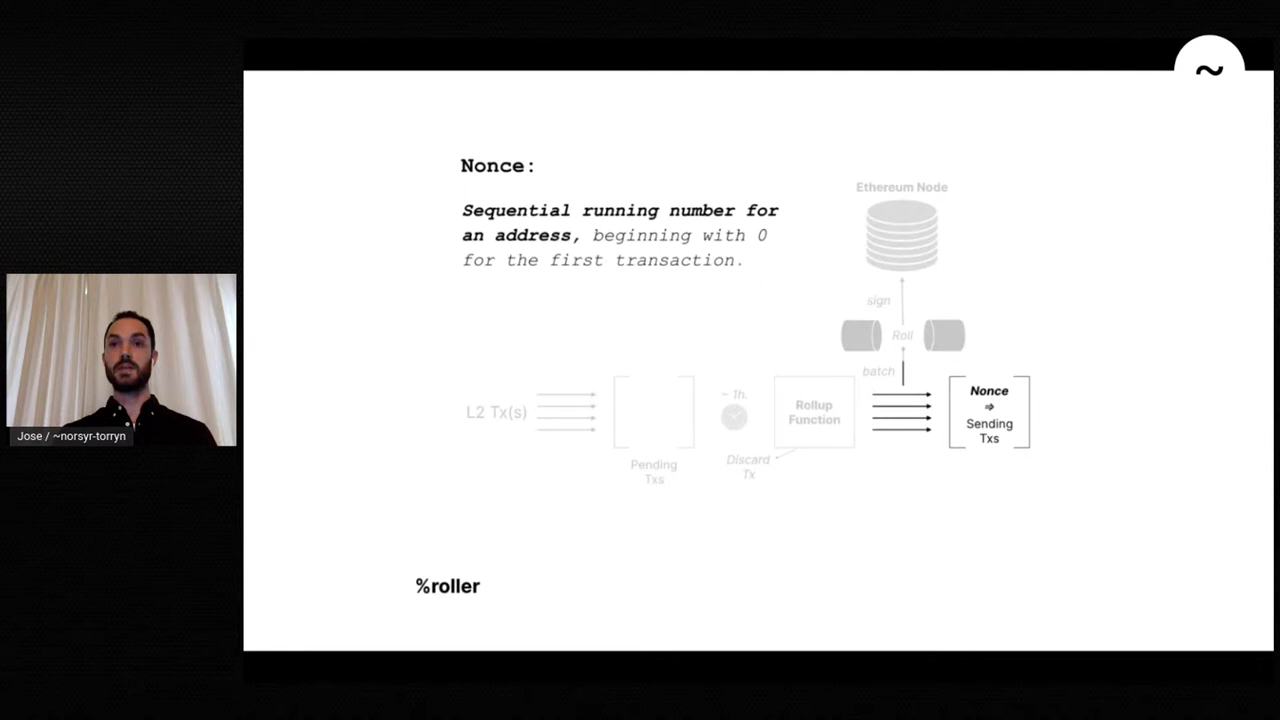 ~
Nonce:
Sequential running number for
an address, beginning with 0
for the first transaction.
Ethereum Node
sign
Roll
batch
L2 Tx(s)
Pending
Txs
~ 1h.
Rollup
Function
Discard
Tx
Nonce
⇒
Sending
Txs
%roller
Jose / ~norsyr-torryn